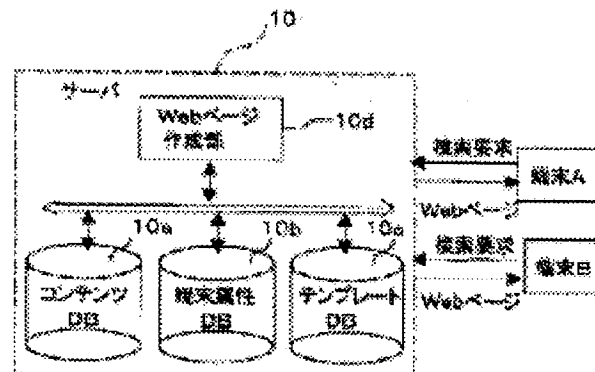 10
サーバ
Webページ
作成部
10d
検索要求
端末A
Webページ
10a
10b
検索要求
端末B
Webページ
コンテンツ
DB
端末属性
DB
テンプレート
DB